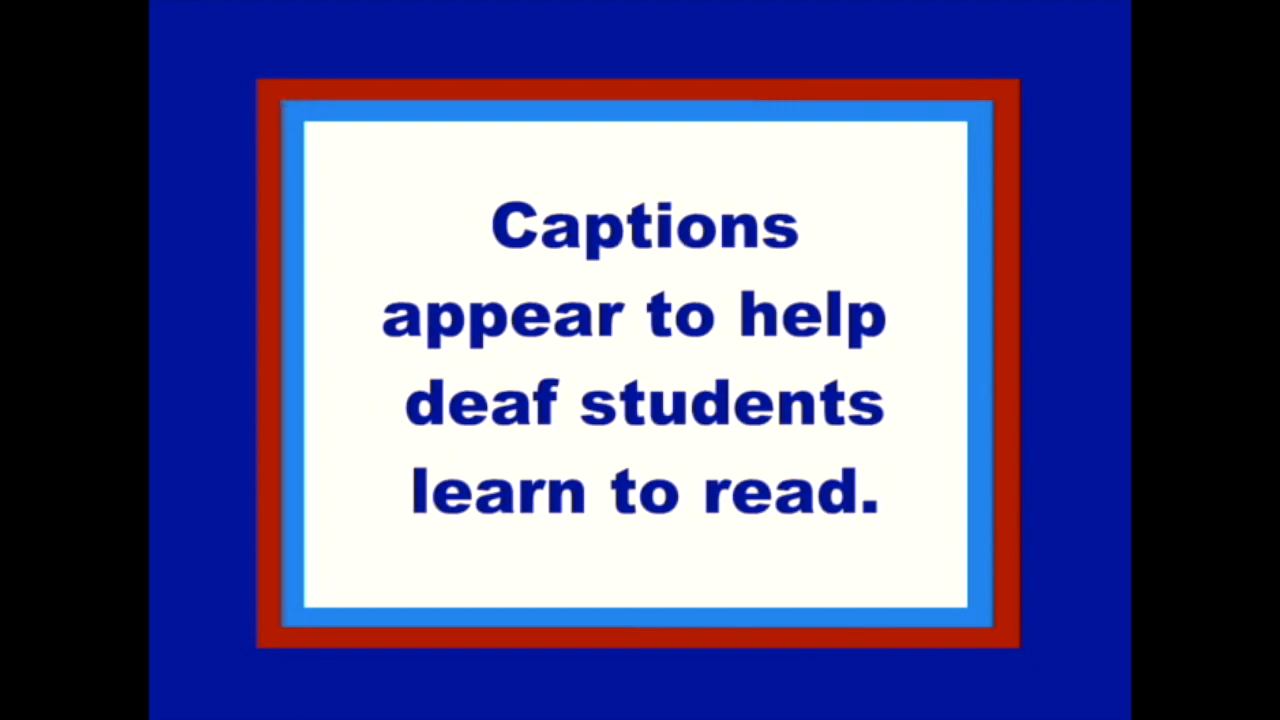 Captions
appear to help
deaf students
learn to read.